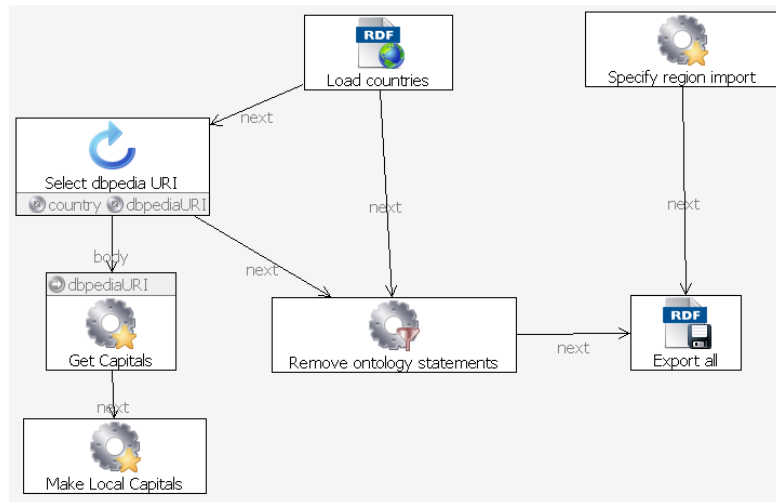 RDF
Load countries
Specify region import
next
Select dbpedia URI
country dbpediaURI
next
next
body
next
dbpediaURI
Get Capitals
Remove ontology statements
next
RDF
Export all
next
Make Local Capitals